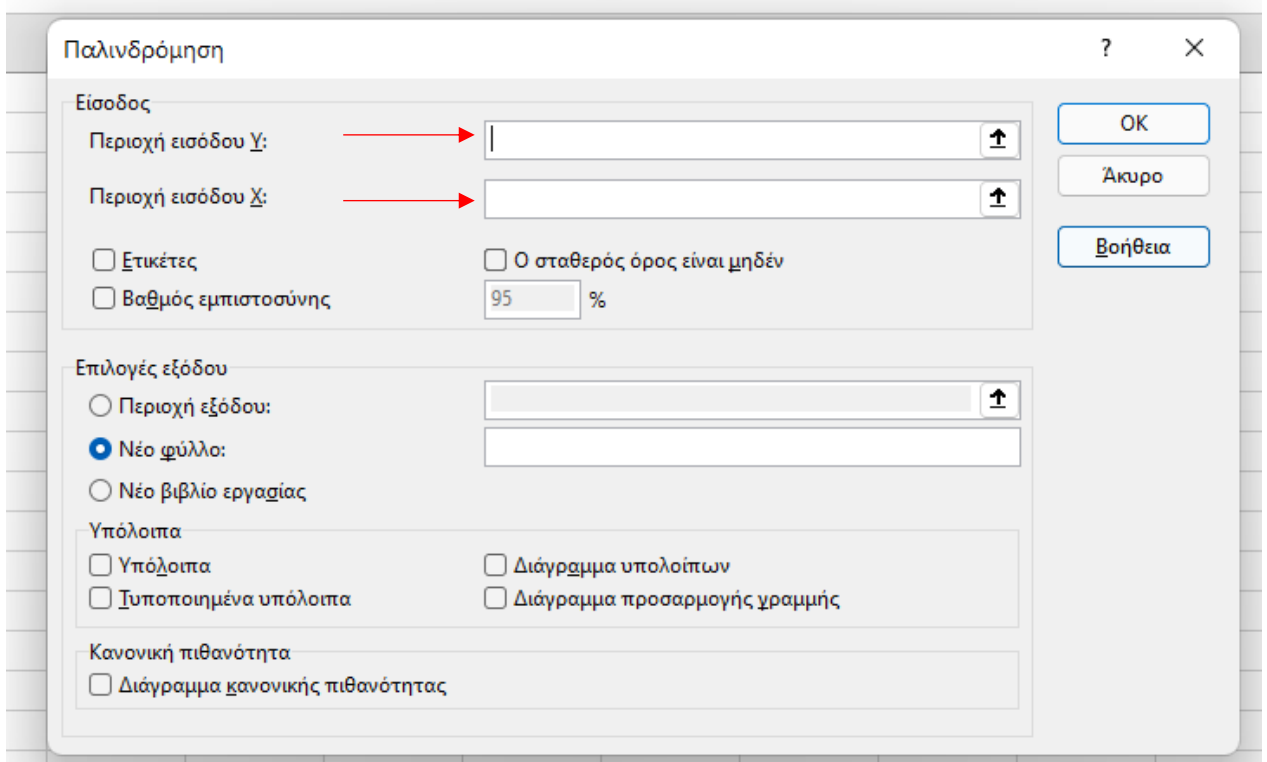 Παλινδρόμηση ?
Είσοδος
Περιοχή εισόδου Y:
Περιοχή εισόδου X:
Ετικέτες
Ο σταθερός όρος είναι μηδέν
Βαθμός εμπιστοσύνης
95 %
OK
Άκυρο
Βοήθεια
Επιλογές εξόδου
Περιοχή εξόδου:
Νέο φύλλο:
Νέο βιβλίο εργασίας
Υπόλοιπα
Υπόλοιπα
Διάγραμμα υπολοίπων
Τυποποιημένα υπόλοιπα
Διάγραμμα προσαρμογής γραμμής
Κανονική πιθανότητα
Διάγραμμα κανονικής πιθανότητας